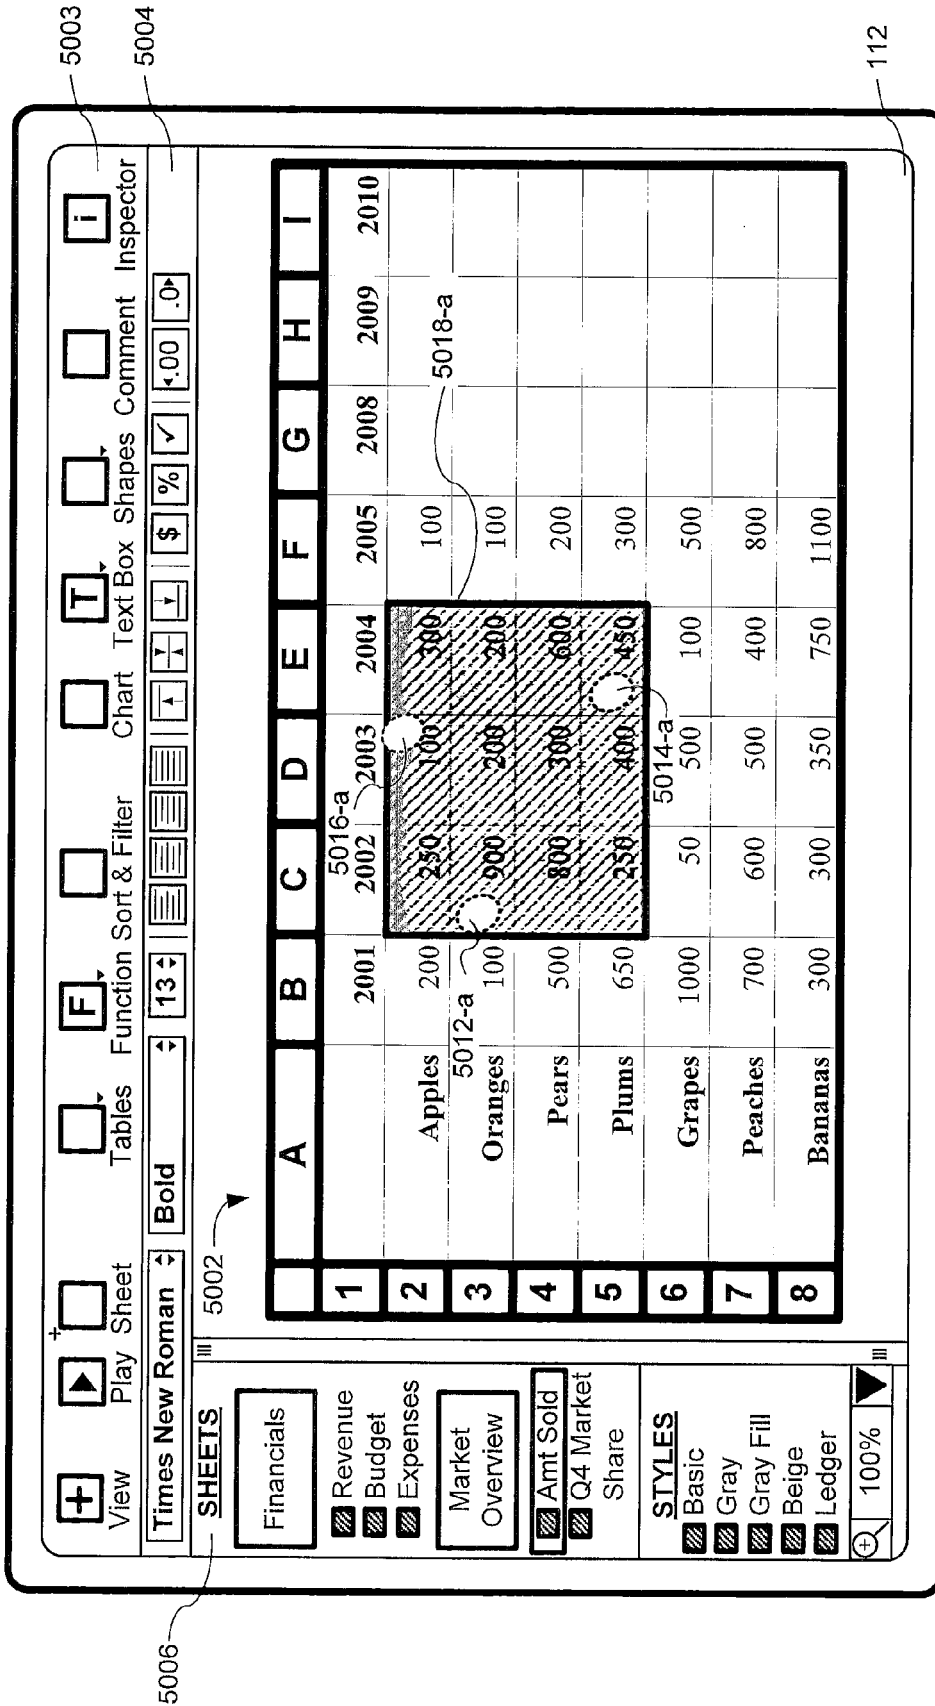 5003
5004
View Play Sheet Tables Function Sort & Filter Chart Text Box Shapes Comment Inspector
+ + F T i
Times New Roman Bold 13 $ % ✓ .00 .0
5006
SHEETS
Financials
Revenue
Budget
Expenses
Market
Overview
Amt Sold
Q4 Market
Share
STYLES
Basic
Gray
Gray Fill
Beige
Ledger
100%
5002
A B C D E F G H I
1 2001 2002 2003 2004 2005 2008 2009 2010
2 Apples 200 250 100 300 100
3 Oranges 100 900 200 200 100
4 Pears 500 800 300 600 200
5 Plums 650 250 400 450 300
6 Grapes 1000 50 500 100 500
7 Peaches 700 600 500 400 800
8 Bananas 300 300 350 750 1100
5016-a
5018-a
5012-a
5014-a
112